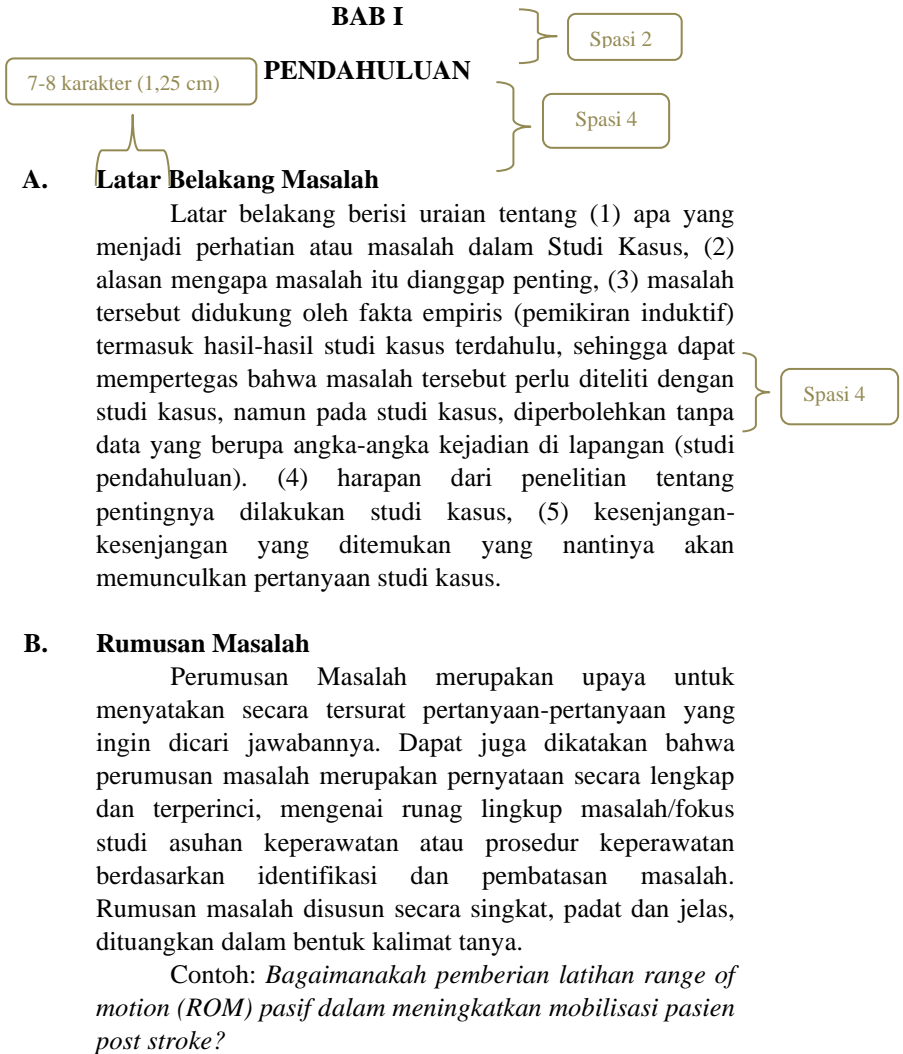 BAB I
Spasi 2
PENDAHULUAN
7-8 karakter (1,25 cm)
Spasi 4
A. Latar Belakang Masalah
Latar belakang berisi uraian tentang (1) apa yang
menjadi perhatian atau masalah dalam Studi Kasus, (2)
alasan mengapa masalah itu dianggap penting, (3) masalah
tersebut didukung oleh fakta empiris (pemikiran induktif)
termasuk hasil-hasil studi kasus terdahulu, sehingga dapat
mempertegas bahwa masalah tersebut perlu diteliti dengan
Spasi 4
studi kasus, namun pada studi kasus, diperbolehkan tanpa
data yang berupa angka-angka kejadian di lapangan (studi
pendahuluan). (4) harapan dari penelitian tentang
pentingnya dilakukan studi kasus, (5) kesenjangan-
kesenjangan yang ditemukan yang nantinya akan
memunculkan pertanyaan studi kasus.
B. Rumusan Masalah
Perumusan Masalah merupakan upaya untuk
menyatakan secara tersurat pertanyaan-pertanyaan yang
ingin dicari jawabannya. Dapat juga dikatakan bahwa
perumusan masalah merupakan pernyataan secara lengkap
dan terperinci, mengenai runag lingkup masalah/fokus
studi asuhan keperawatan atau prosedur keperawatan
berdasarkan identifikasi dan pembatasan masalah.
Rumusan masalah disusun secara singkat, padat dan jelas,
dituangkan dalam bentuk kalimat tanya.
Contoh: Bagaimanakah pemberian latihan range of
motion (ROM) pasif dalam meningkatkan mobilisasi pasien
post stroke?